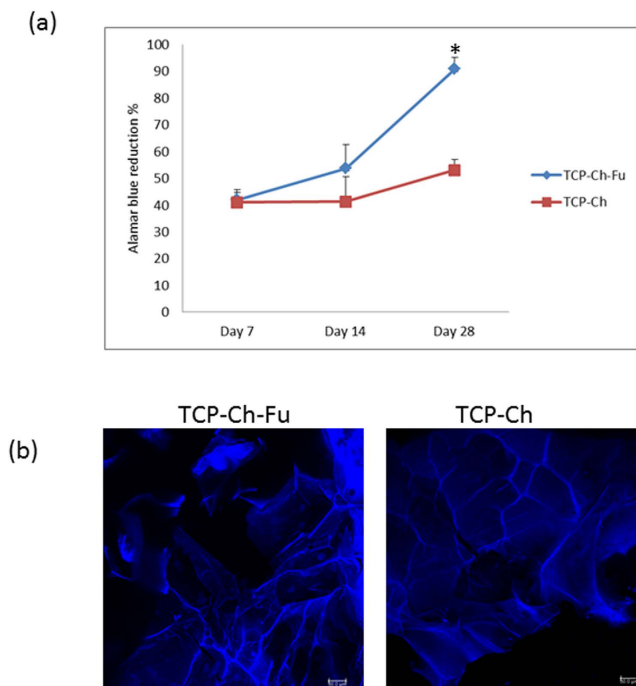 (a)
100
90
80
70
60
50
40
30
20
10
0
Alamar blue reduction %
*
Day 7 Day 14 Day 28
TCP-Ch-Fu
TCP-Ch
(b)
TCP-Ch-Fu TCP-Ch